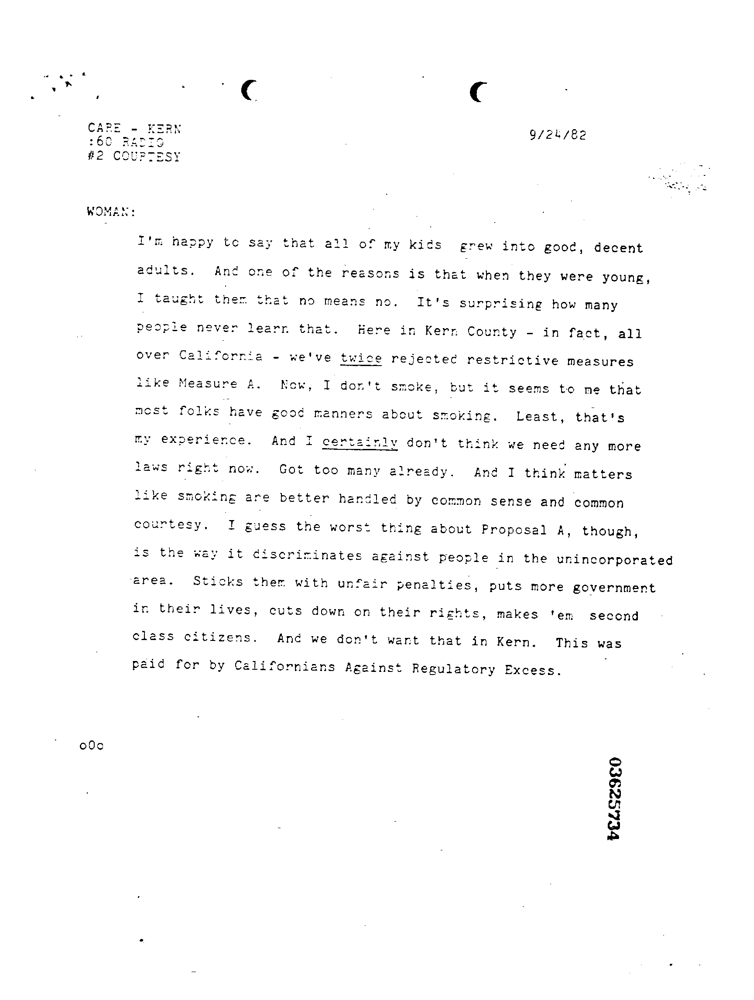 CARE - KERN
:60 RADIO
#2 COURTESY
9/24/82
WOMAN:
I'm happy to say that all of my kids grew into good, decent
adults. And one of the reasons is that when they were young,
I taught them that no means no. It's surprising how many
people never learn that. Here in Kern County - in fact, all
over California - we've twice rejected restrictive measures
like Measure A. Now, I don't smoke, but it seems to me that
most folks have good manners about smoking. Least, that's
my experience. And I certainly don't think we need any more
laws right now. Got too many already. And I think matters
like smoking are better handled by common sense and common
courtesy. I guess the worst thing about Proposal A, though,
is the way it discriminates against people in the unincorporated
area. Sticks them with unfair penalties, puts more government
in their lives, cuts down on their rights, makes 'em second
class citizens. And we don't want that in Kern. This was
paid for by Californians Against Regulatory Excess.
o0o
03625734